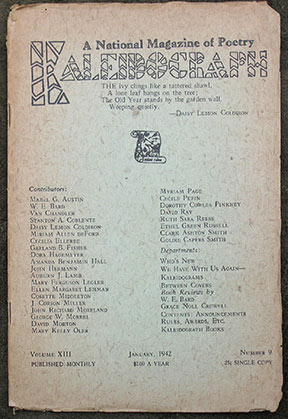 A National Magazine of Poetry
KALEIDOGRAPH
THE ivy clings like a tattered shawl,
A lone leaf hangs on the tree;
The Old Year stands by the garden wall,
Weeping quietly.
—DAISY LEMON COLDIRON
Contributors:
MABEL G. AUSTIN
W. E. BARD
VAN CHANDLER
STANTON A. COBLENTZ
DAISY LEMON COLDIRON
MIRIAM ALLEN DEFORD
CECILIA ELLERBE
GARLAND B. FISHER
DORA HAGEMEYER
AMANDA BENJAMIN HALL
JOHN HERMANN
AUBURN J. LAMB
MARY FERGUSON LEGLER
ELLEN MARGARET LEHMAN
COSETTE MIDDLETON
T. CORSON MILLER
JOHN RICHARD MORELAND
GEORGE W. MORREL
DAVID MORTON
MARY KELLY OLER
MYRIAM PAGE
CECILE PEPIN
DOROTHY COWLES PINKNEY
DAVID RAY
RUTH SARA REESE
ETHEL GREEN RUSSELL
CLARK ASHTON SMITH
GOLDIE CAPERS SMITH
Departments:
WHO'S NEW
WE HAVE WITH US AGAIN—
KALEIDOGRAMS
BETWEEN COVERS
Book Reviews by
W. E. BARD
GRACE NOLL CROWELL
CONTESTS: ANNOUNCEMENTS
RULES, AWARDS, ETC.
KALEIDOGRAPH BOOKS
VOLUME XIII
JANUARY, 1942
NUMBER 9
PUBLISHED MONTHLY
$2.00 A YEAR
25c SINGLE COPY